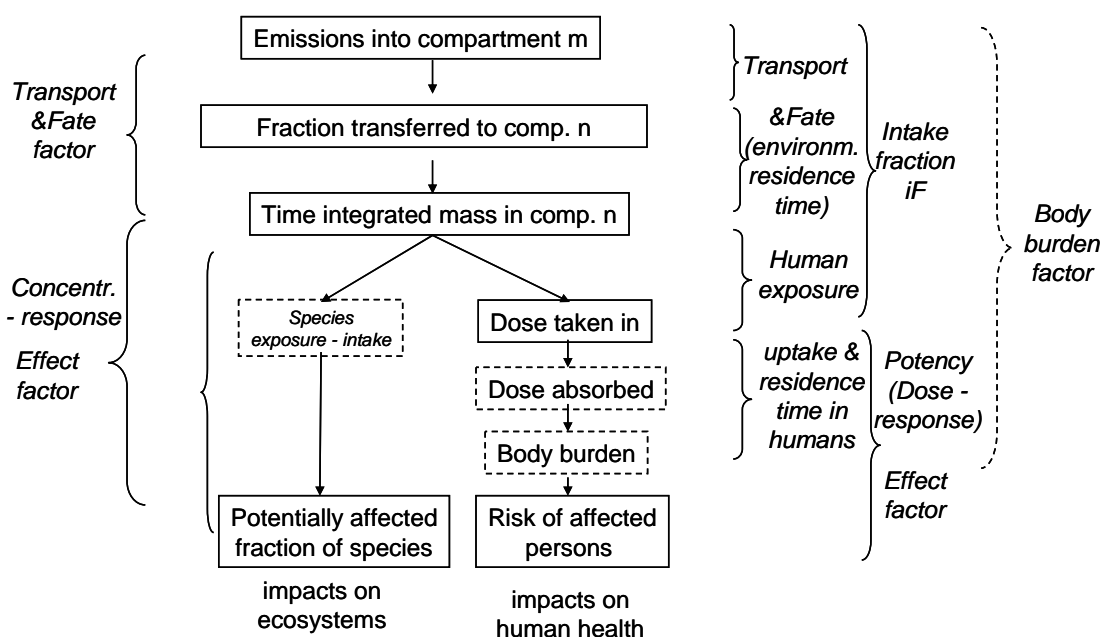 Emissions into compartment m
Fraction transferred to comp. n
Time integrated mass in comp. n
Species
exposure - intake
Dose taken in
Dose absorbed
Body burden
Potentially affected
fraction of species
Risk of affected
persons
impacts on
ecosystems
impacts on
human health
Transport
&Fate
factor
Concentr.
- response
Effect
factor
Transport
&Fate
(environm.
residence
time)
Human
exposure
uptake &
residence
time in
humans
Intake
fraction
iF
Potency
(Dose -
response)
Effect
factor
Body
burden
factor